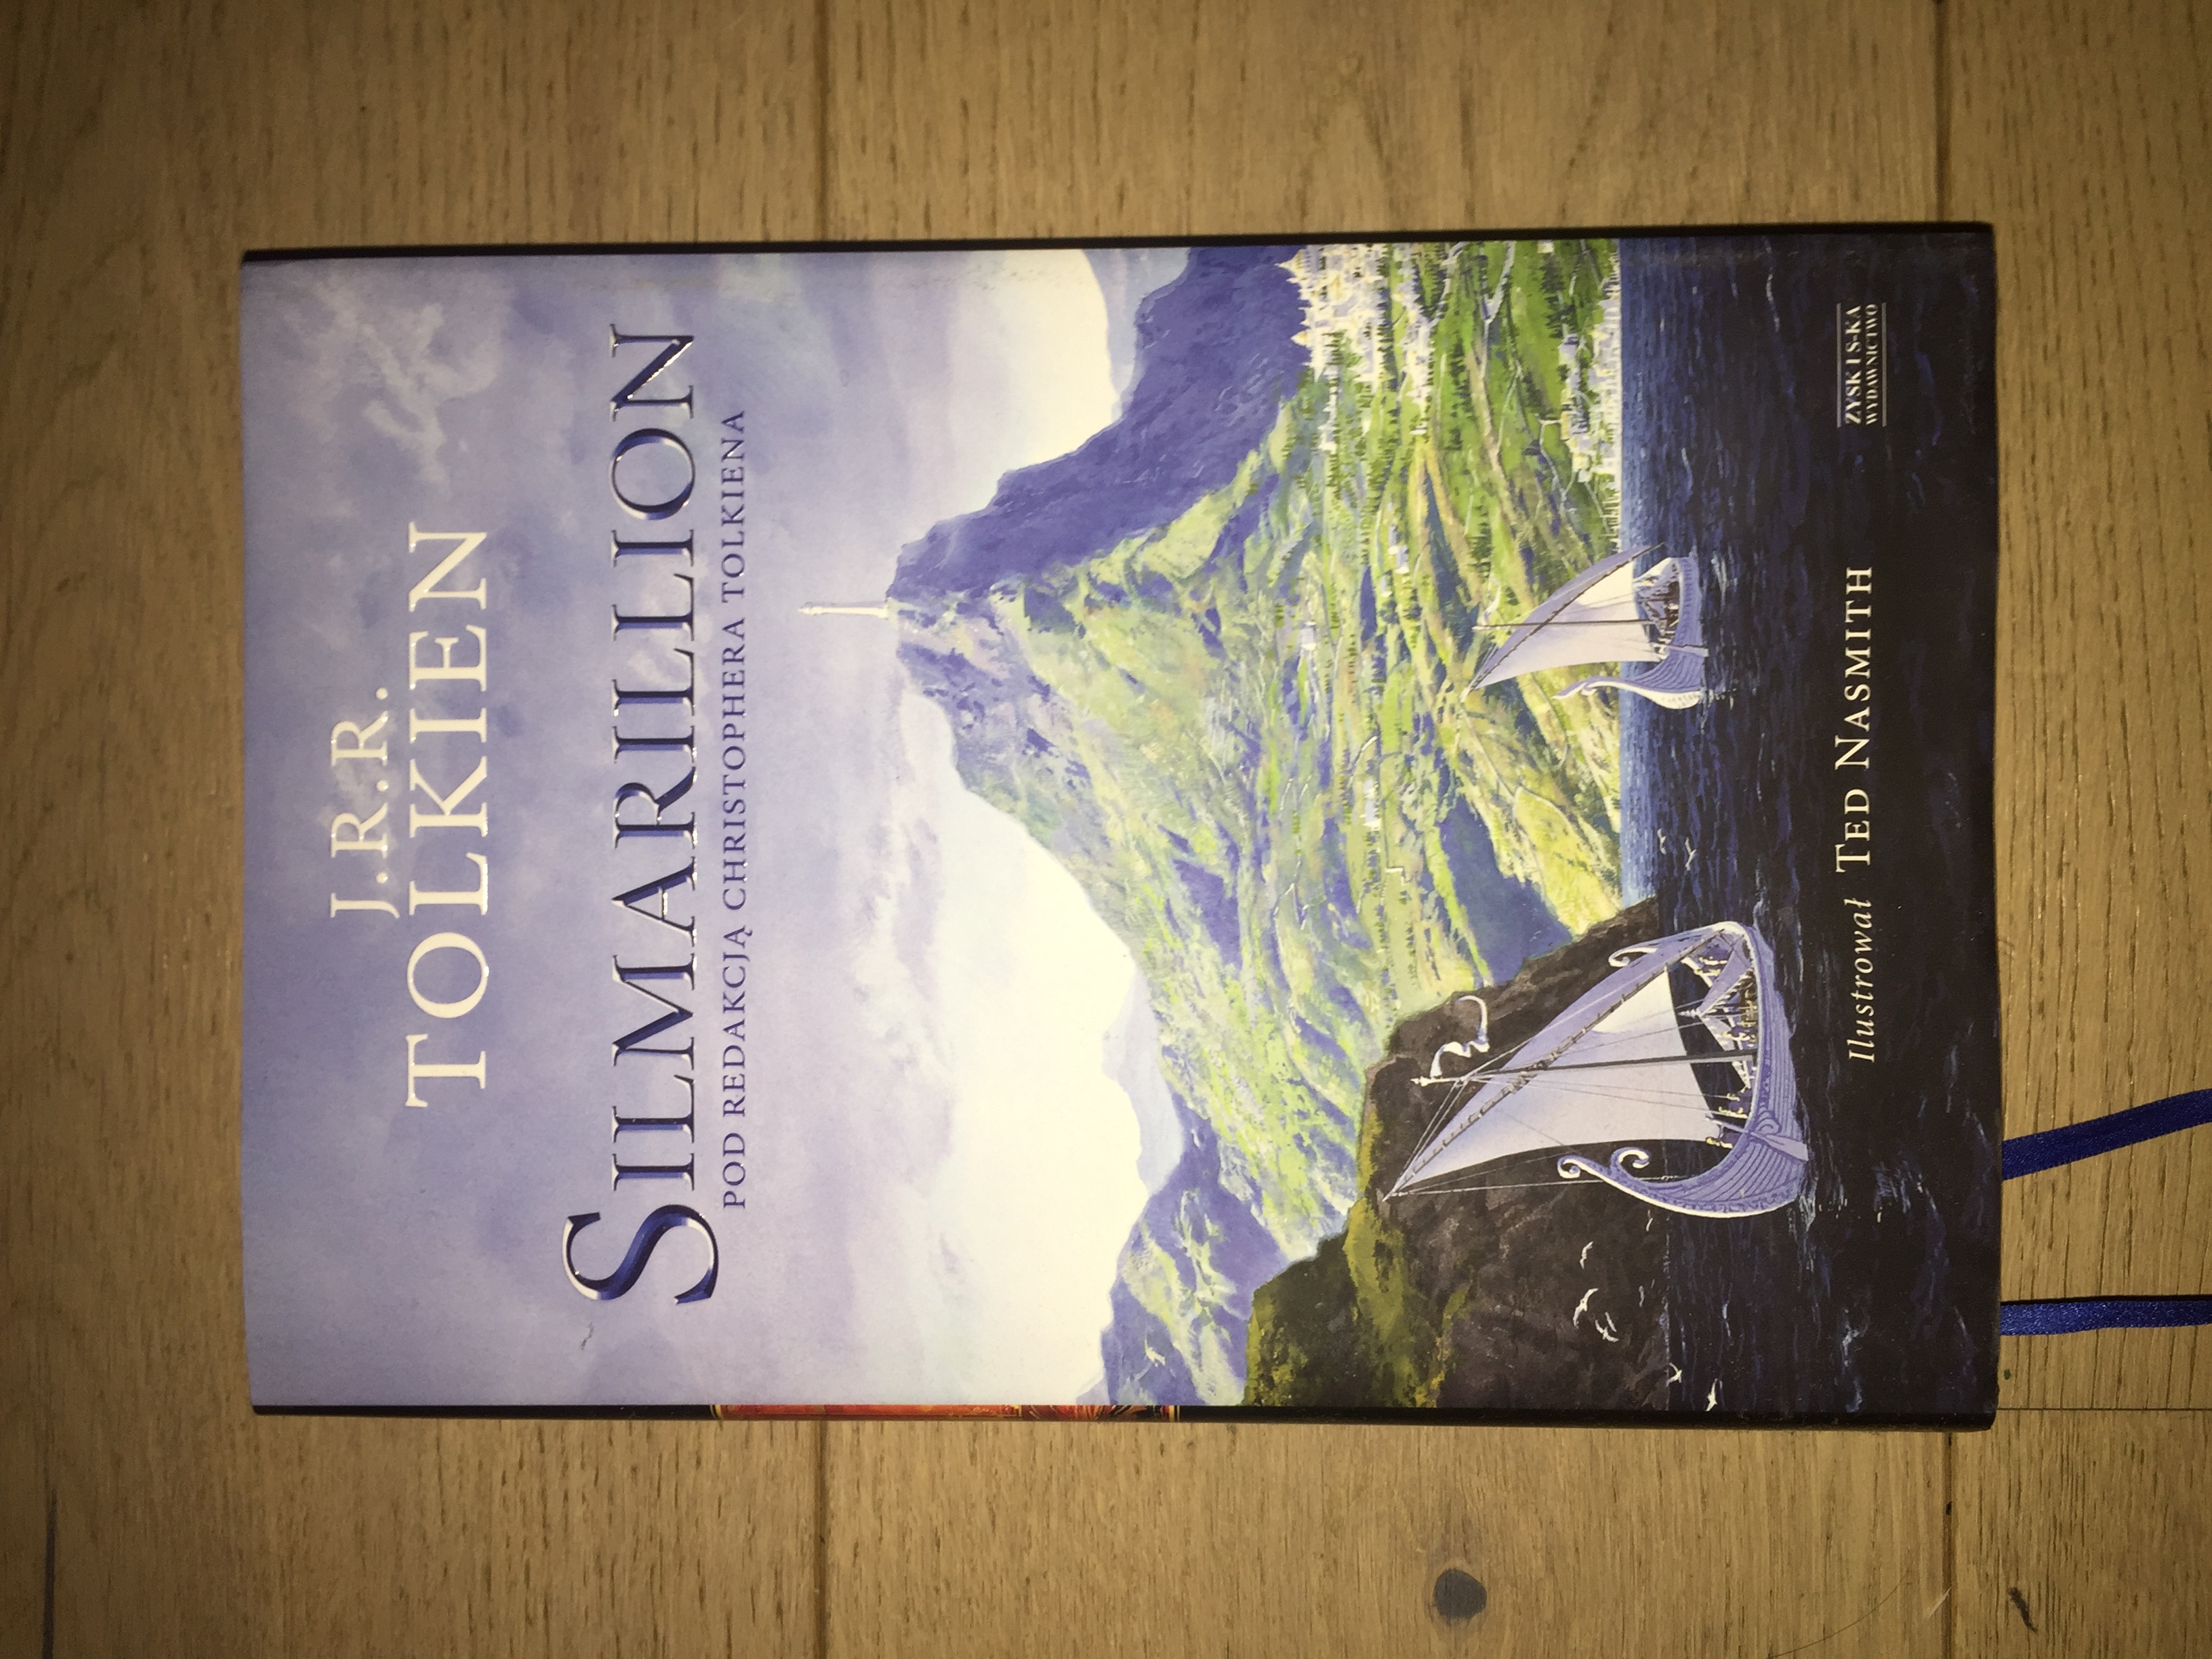 J.R.R.
TOLKIEN
SILMARILLION
POD REDAKCJĄ CHRISTOPHERA TOLKIENA
Ilustrował TED NASMITH
ZYSK I S-KA
WYDAWNICTWO